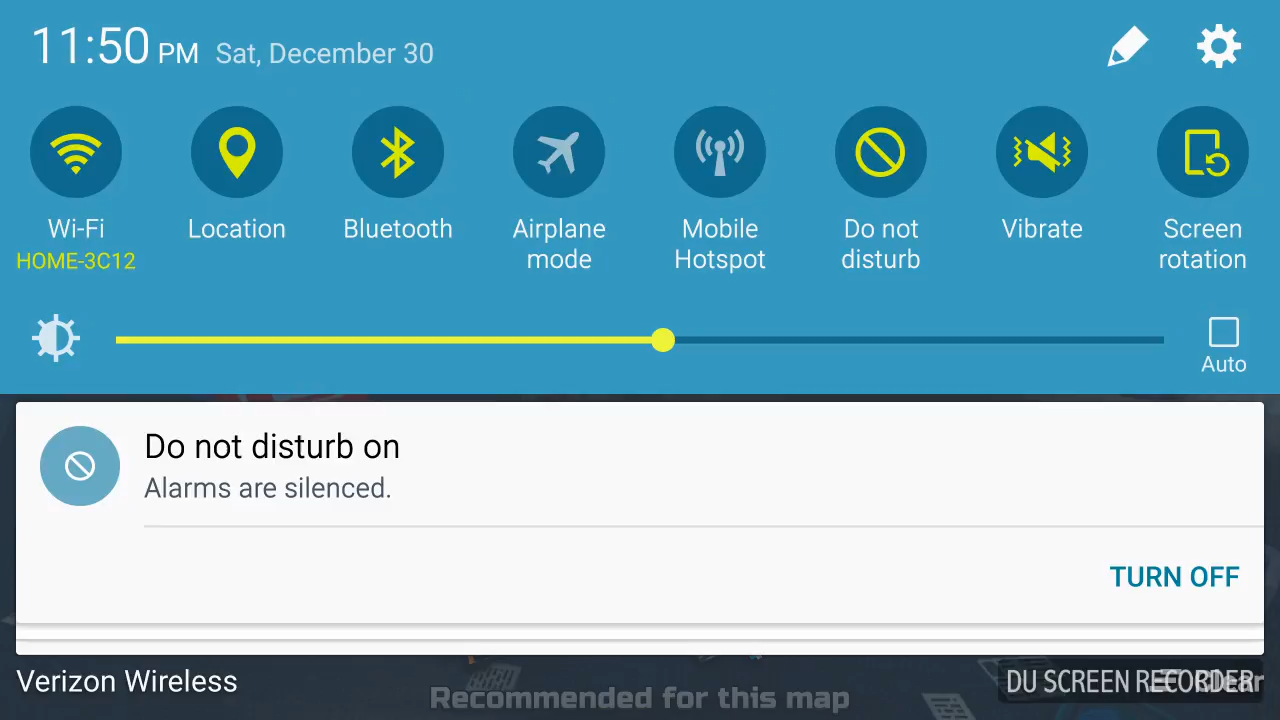 11:50 PM Sat, December 30
Wi-Fi
HOME-3C12
Location
Bluetooth
Airplane
mode
Mobile
Hotspot
Do not
disturb
Vibrate
Screen
rotation
Auto
Do not disturb on
Alarms are silenced.
TURN OFF
Verizon Wireless
Recommended for this map
DU SCREEN RECORDER